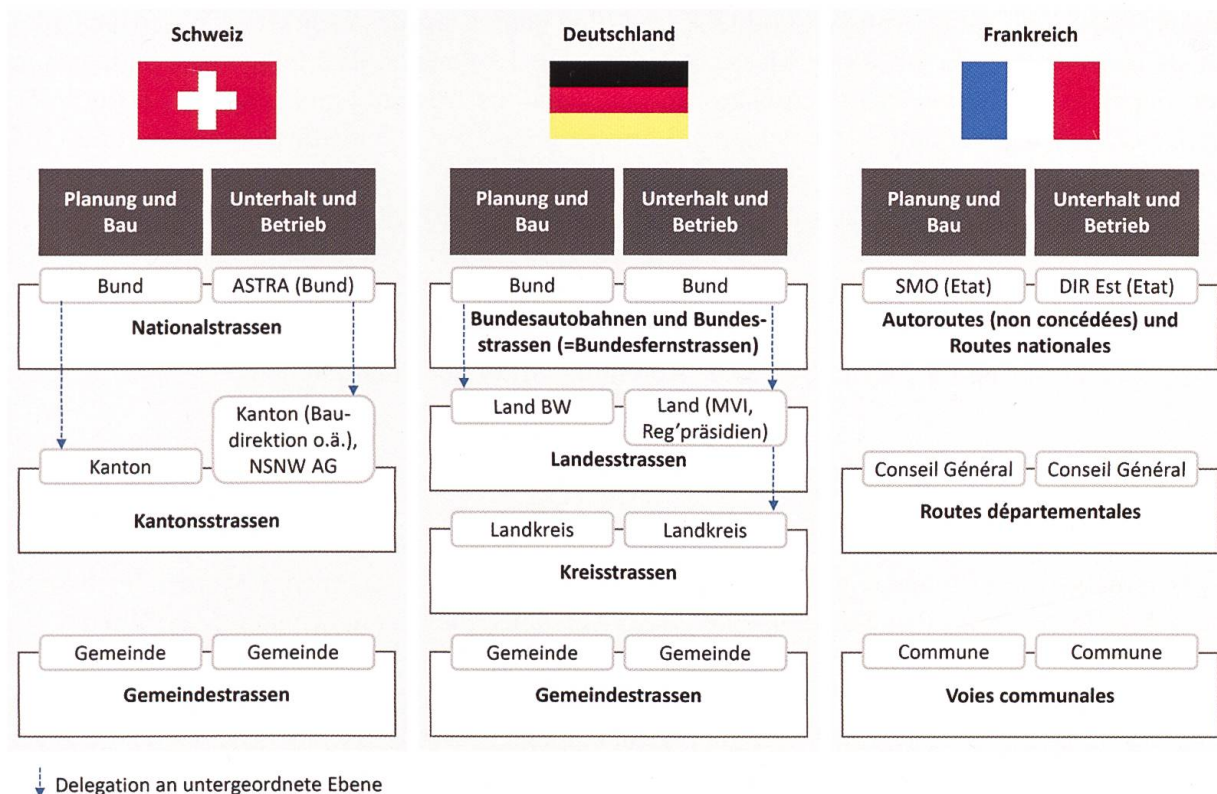 Schweiz
Planung und
Bau
Unterhalt und
Betrieb
Bund
ASTRA (Bund)
Nationalstrassen
Kanton
Kanton (Bau-
direktion o.ä.),
NSNW AG
Kantonsstrassen
Gemeinde
Gemeinde
Gemeindestrassen
Deutschland
Planung und
Bau
Unterhalt und
Betrieb
Bund
Bund
Bundesautobahnen und Bundes-
strassen (=Bundesfernstrassen)
Land BW
Land (MVI,
Reg'präsidien)
Landesstrassen
Landkreis
Landkreis
Kreisstrassen
Gemeinde
Gemeinde
Gemeindestrassen
Frankreich
Planung und
Bau
Unterhalt und
Betrieb
SMO (Etat)
DIR Est (Etat)
Autoroutes (non concédées) und
Routes nationales
Conseil Général
Conseil Général
Routes départementales
Commune
Commune
Voies communales
Delegation an untergeordnete Ebene